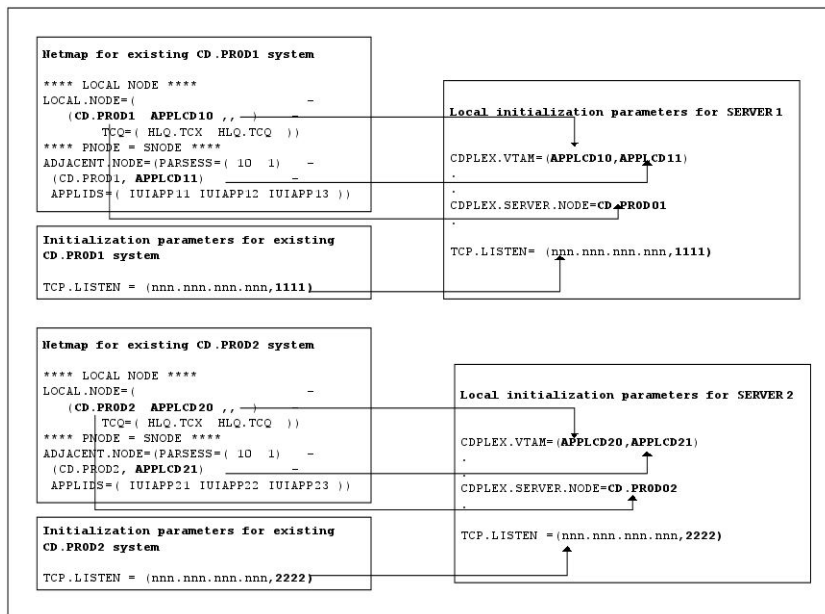 Netmap for existing CD.PROD1 system
**** LOCAL NODE ****
LOCAL.NODE=( -
(CD.PROD1 APPLCD10 ,, ) -
TCQ=( HLQ.TCX HLQ.TCQ ))
**** PNODE = SNODE ****
ADJACENT.NODE=(PARSESS=( 10 1) -
(CD.PROD1, APPLCD11) -
APPLIDS=( IUIAPP11 IUIAPP12 IUIAPP13 ))
Initialization parameters for existing
CD.PROD1 system
TCP.LISTEN = (nnn.nnn.nnn.nnn,1111)
Local initialization parameters for SERVER1
CDPLEX.VTAM=(APPLCD10,APPLCD11)
.
.
CDPLEX.SERVER.NODE=CD.PROD01
.
TCP.LISTEN= (nnn.nnn.nnn.nnn,1111)
Netmap for existing CD.PROD2 system
**** LOCAL NODE ****
LOCAL.NODE=( -
(CD.PROD2 APPLCD20 ,, ) -
TCQ=( HLQ.TCX HLQ.TCQ ))
**** PNODE = SNODE ****
ADJACENT.NODE=(PARSESS=( 10 1) -
(CD.PROD2, APPLCD21) -
APPLIDS=( IUIAPP21 IUIAPP22 IUIAPP23 ))
Initialization parameters for existing
CD.PROD2 system
TCP.LISTEN = (nnn.nnn.nnn.nnn,2222)
Local initialization parameters for SERVER2
CDPLEX.VTAM=(APPLCD20,APPLCD21)
.
.
CDPLEX.SERVER.NODE=CD.PROD02
.
TCP.LISTEN =(nnn.nnn.nnn.nnn,2222)